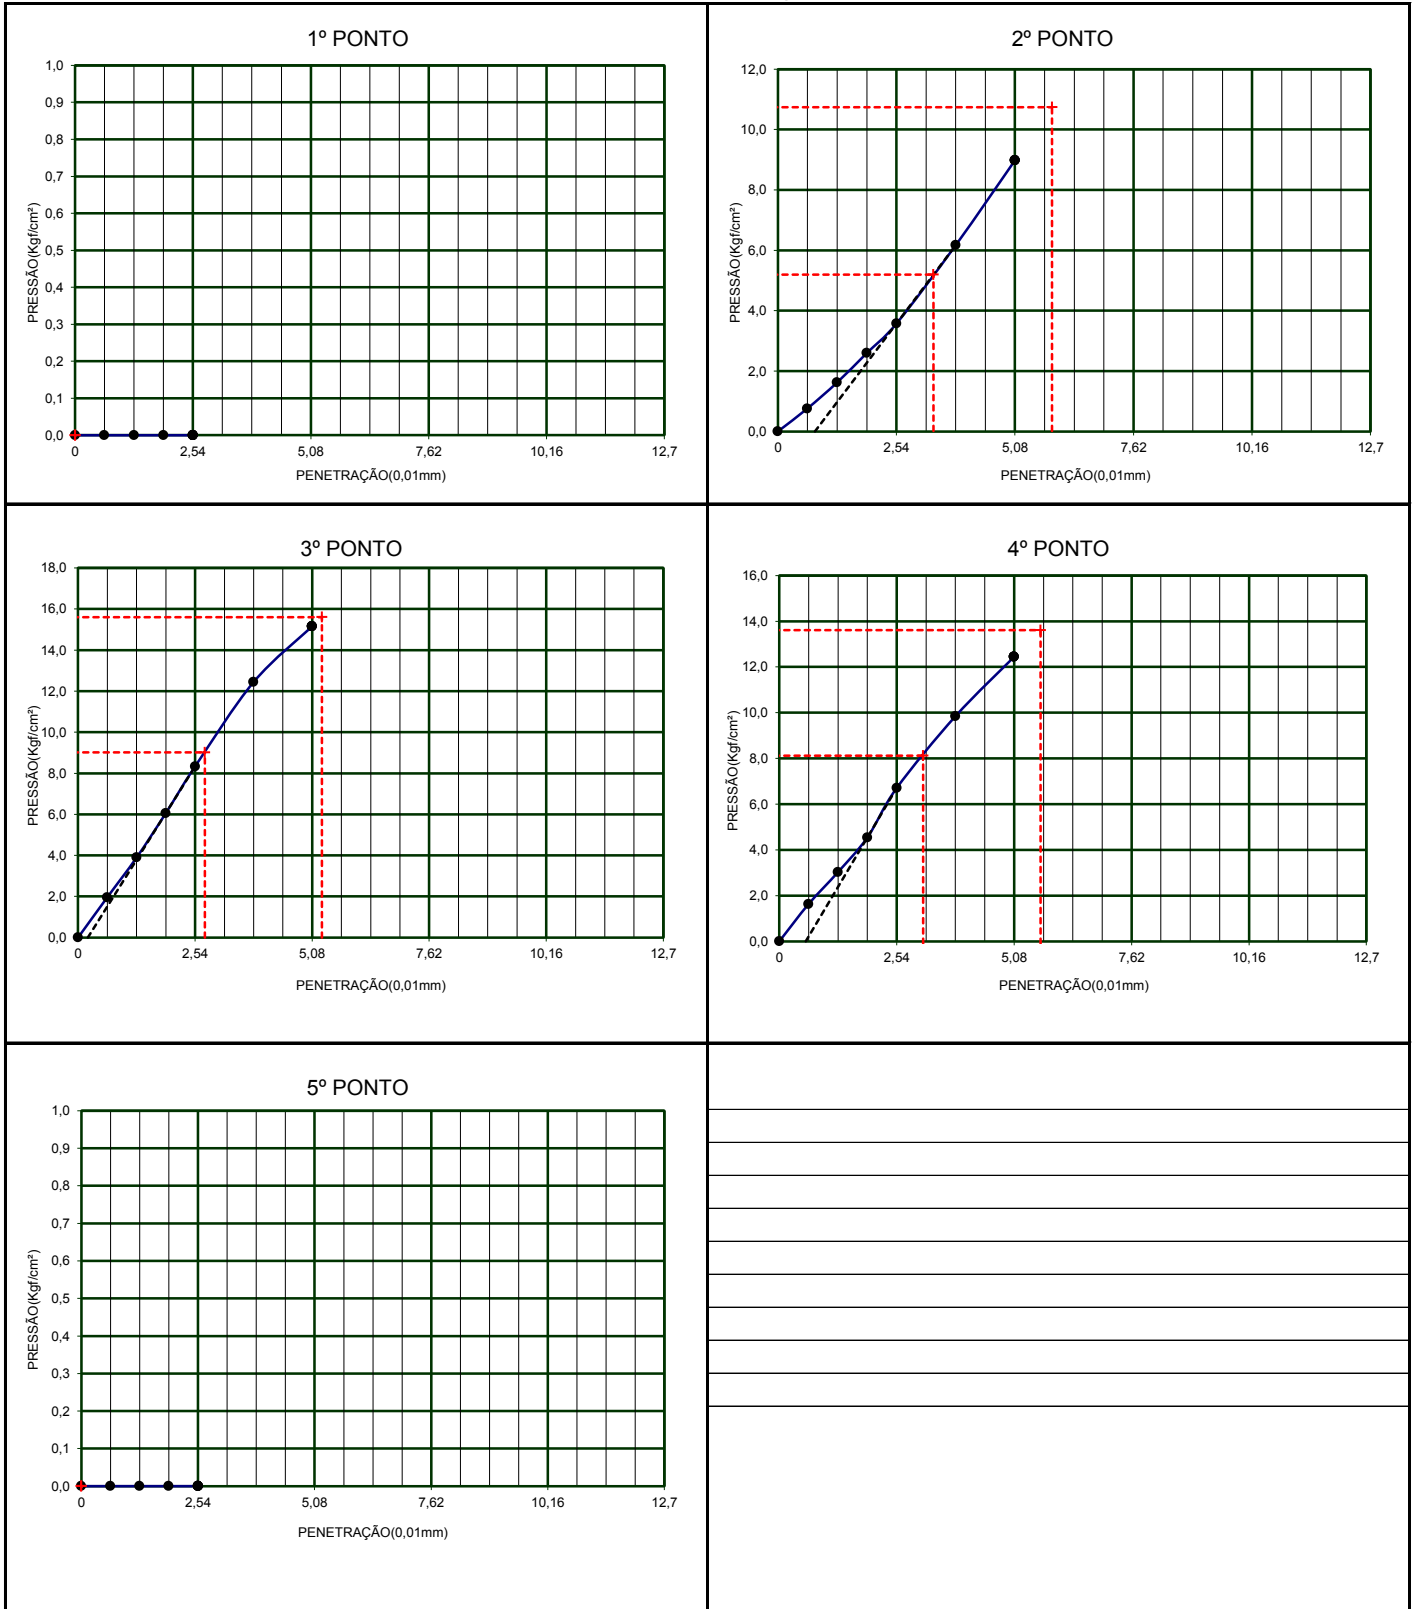 1º PONTO
1,0
0,9
0,8
0,7
0,6
0,5
0,4
0,3
0,2
0,1
0,0
PRESSÃO(Kgf/cm²)
0 2,54 5,08 7,62 10,16 12,7
PENETRAÇÃO(0,01mm)
2º PONTO
12,0
10,0
8,0
6,0
4,0
2,0
0,0
PRESSÃO(Kgf/cm²)
0 2,54 5,08 7,62 10,16 12,7
PENETRAÇÃO(0,01mm)
3º PONTO
18,0
16,0
14,0
12,0
10,0
8,0
6,0
4,0
2,0
0,0
PRESSÃO(Kgf/cm²)
0 2,54 5,08 7,62 10,16 12,7
PENETRAÇÃO(0,01mm)
4º PONTO
16,0
14,0
12,0
10,0
8,0
6,0
4,0
2,0
0,0
PRESSÃO(Kgf/cm²)
0 2,54 5,08 7,62 10,16 12,7
PENETRAÇÃO(0,01mm)
5º PONTO
1,0
0,9
0,8
0,7
0,6
0,5
0,4
0,3
0,2
0,1
0,0
PRESSÃO(Kgf/cm²)
0 2,54 5,08 7,62 10,16 12,7
PENETRAÇÃO(0,01mm)